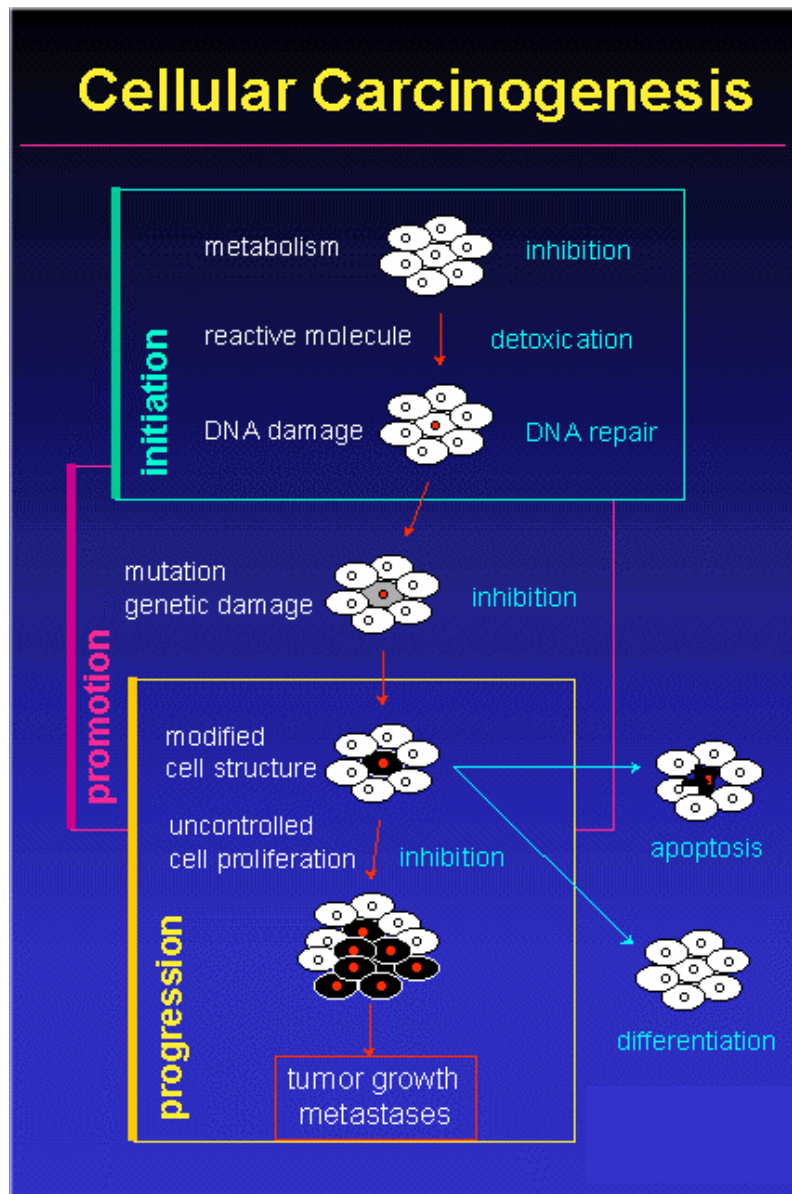 Cellular Carcinogenesis
initiation
metabolism
inhibition
reactive molecule
detoxication
DNA damage
DNA repair
promotion
mutation
genetic damage
inhibition
progression
modified
cell structure
apoptosis
uncontrolled
cell proliferation
inhibition
differentiation
tumor growth
metastases